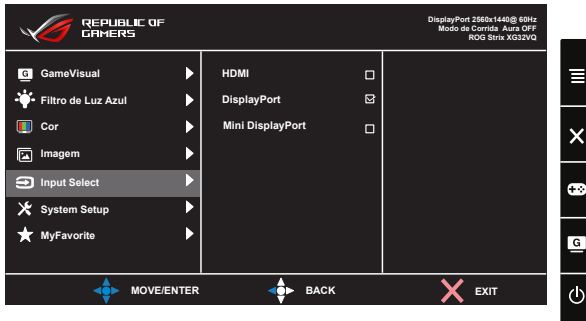 REPUBLIC OF
GAMERS
DisplayPort 2560x1440@ 60Hz
Modo de Corrida Aura OFF
ROG Strix XG32VQ
G GameVisual
Filtro de Luz Azul
Cor
Imagem
Input Select
System Setup
MyFavorite
HDMI
DisplayPort
Mini DisplayPort
MOVE/ENTER
BACK
EXIT
G